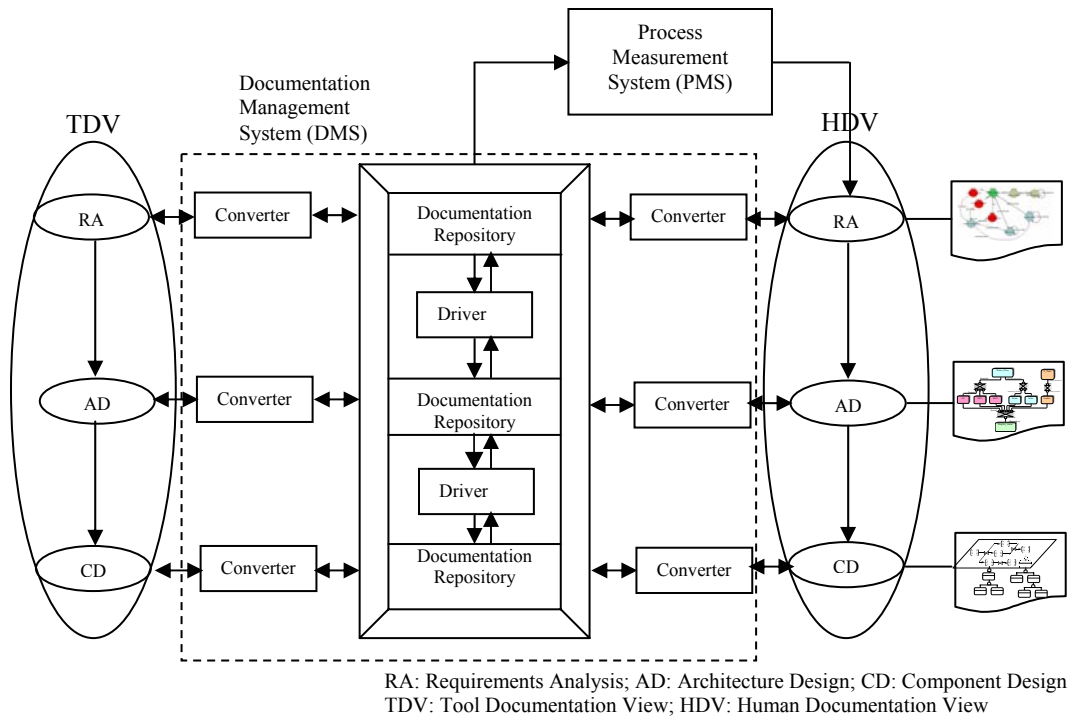 Process
Measurement
System (PMS)
Documentation
Management
System (DMS)
TDV
HDV
RA
Converter
Documentation
Repository
Converter
RA
Driver
AD
Converter
Documentation
Repository
Converter
AD
Driver
CD
Converter
Documentation
Repository
Converter
CD
RA: Requirements Analysis; AD: Architecture Design; CD: Component Design
TDV: Tool Documentation View; HDV: Human Documentation View